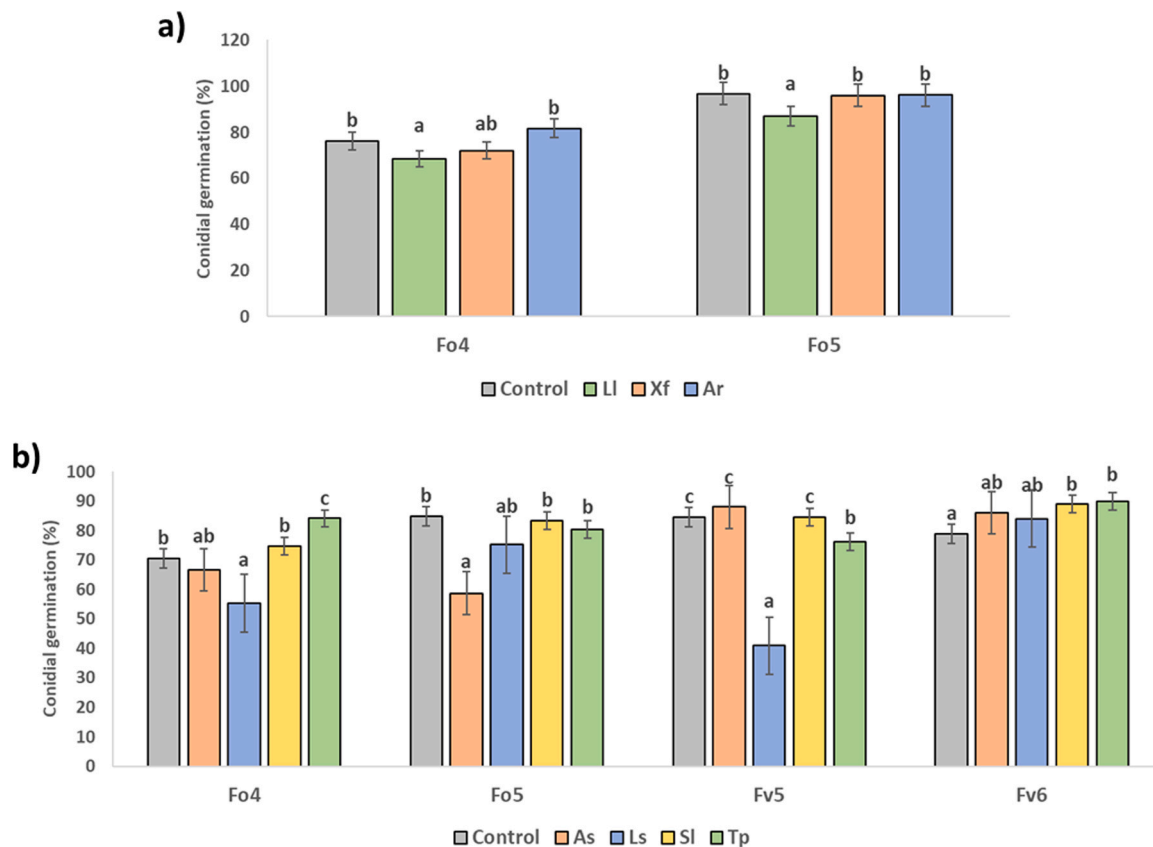 a)
120
100
80
60
40
20
0
Conidial germination (%)
b a ab b b a b b
Fo4 Fo5
Control Ll Xf Ar
b)
100
90
80
70
60
50
40
30
20
10
0
Conidial germination (%)
b ab a b c b a ab b b c c a c b a ab ab b b
Fo4 Fo5 Fv5 Fv6
Control As Ls Sl Tp